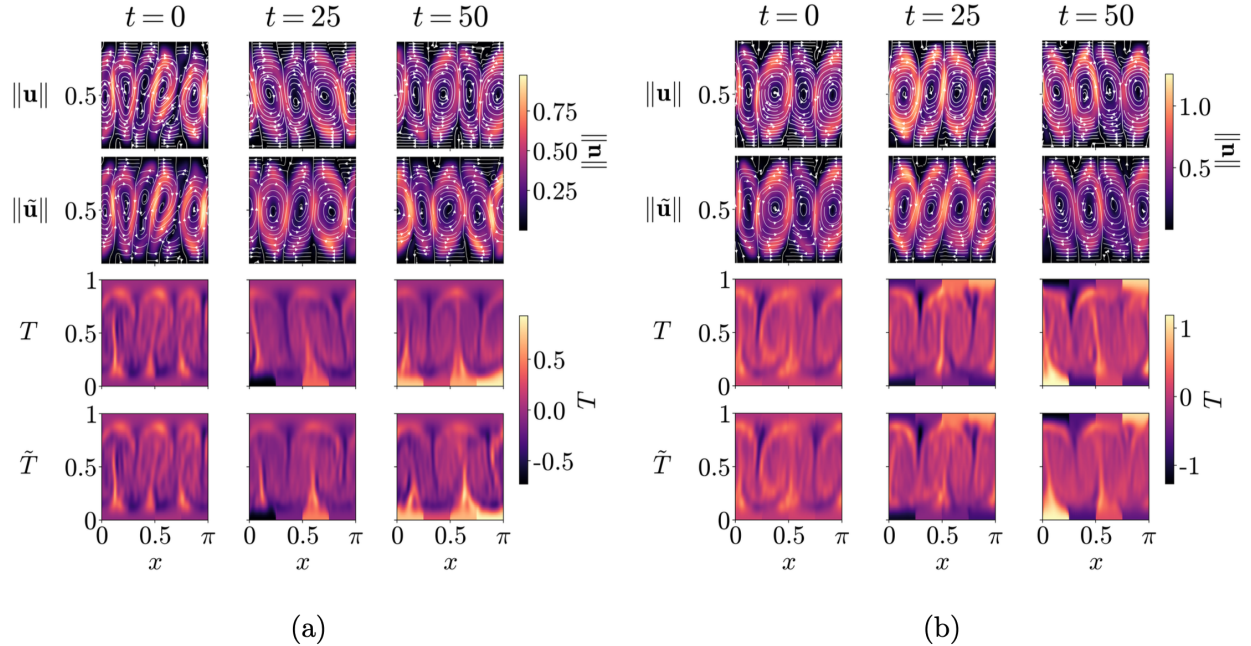 t = 0 t = 25 t = 50
‖u‖ 0.5
0.75
0.50
0.25
‖u‖
‖ũ‖ 0.5
1
T 0.5
0
0.5
0.0
-0.5
T
1
T̃ 0.5
0
0 0.5 π 0 0.5 π 0 0.5 π
x x x
(a)
t = 0 t = 25 t = 50
‖u‖ 0.5
1.0
0.5
‖u‖
‖ũ‖ 0.5
1
T 0.5
0
1
0
-1
T
1
T̃ 0.5
0
0 0.5 π 0 0.5 π 0 0.5 π
x x x
(b)